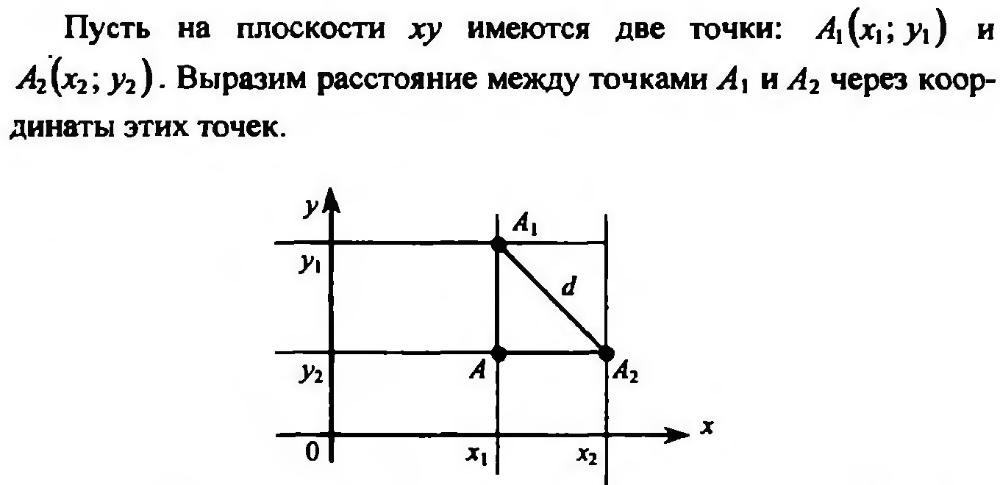 Пусть на плоскости xy имеются две точки: A₁(x₁; y₁) и
A₂(x₂; y₂). Выразим расстояние между точками A₁ и A₂ через коор-
динаты этих точек.
y
A₁
y₁
d
y₂
A
A₂
x
0
x₁
x₂